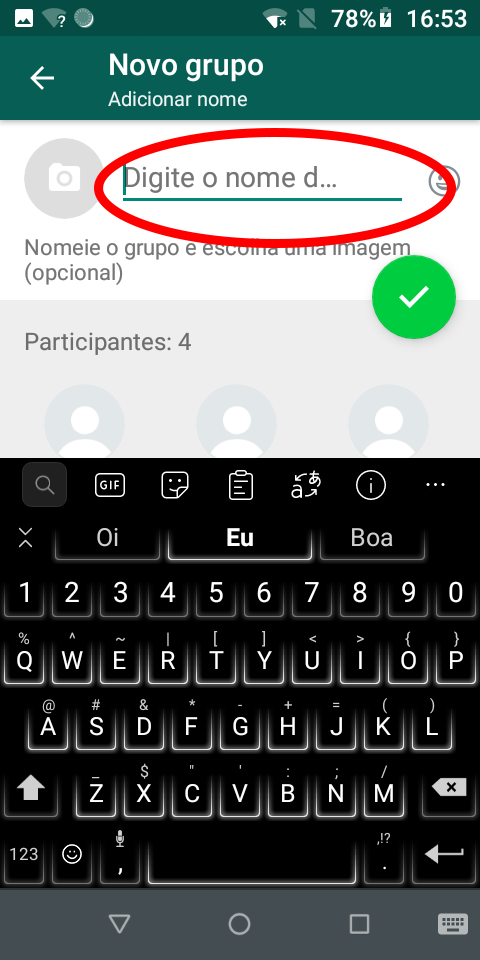 78% 16:53
Novo grupo
Adicionar nome
Digite o nome d...
Nomeie o grupo e escolha uma imagem
(opcional)
Participantes: 4
GIF
Oi Eu Boa
1 2 3 4 5 6 7 8 9 0
% ^ ~ | [ ] < > { }
Q W E R T Y U I O P
@ # & * - + = ( )
A S D F G H J K L
_ $ " ' : ; /
Z X C V B N M
,!?
123 , .